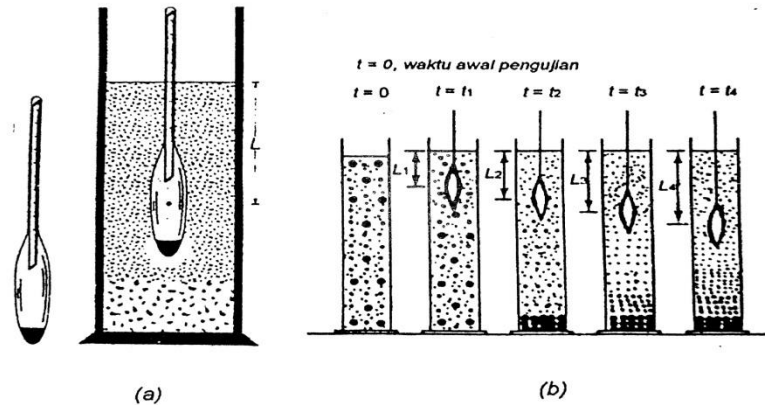 t = 0, waktu awal pengujian
t = 0 t = t1 t = t2 t = t3 t = t4
L
L1 L2 L3 L4
(a) (b)